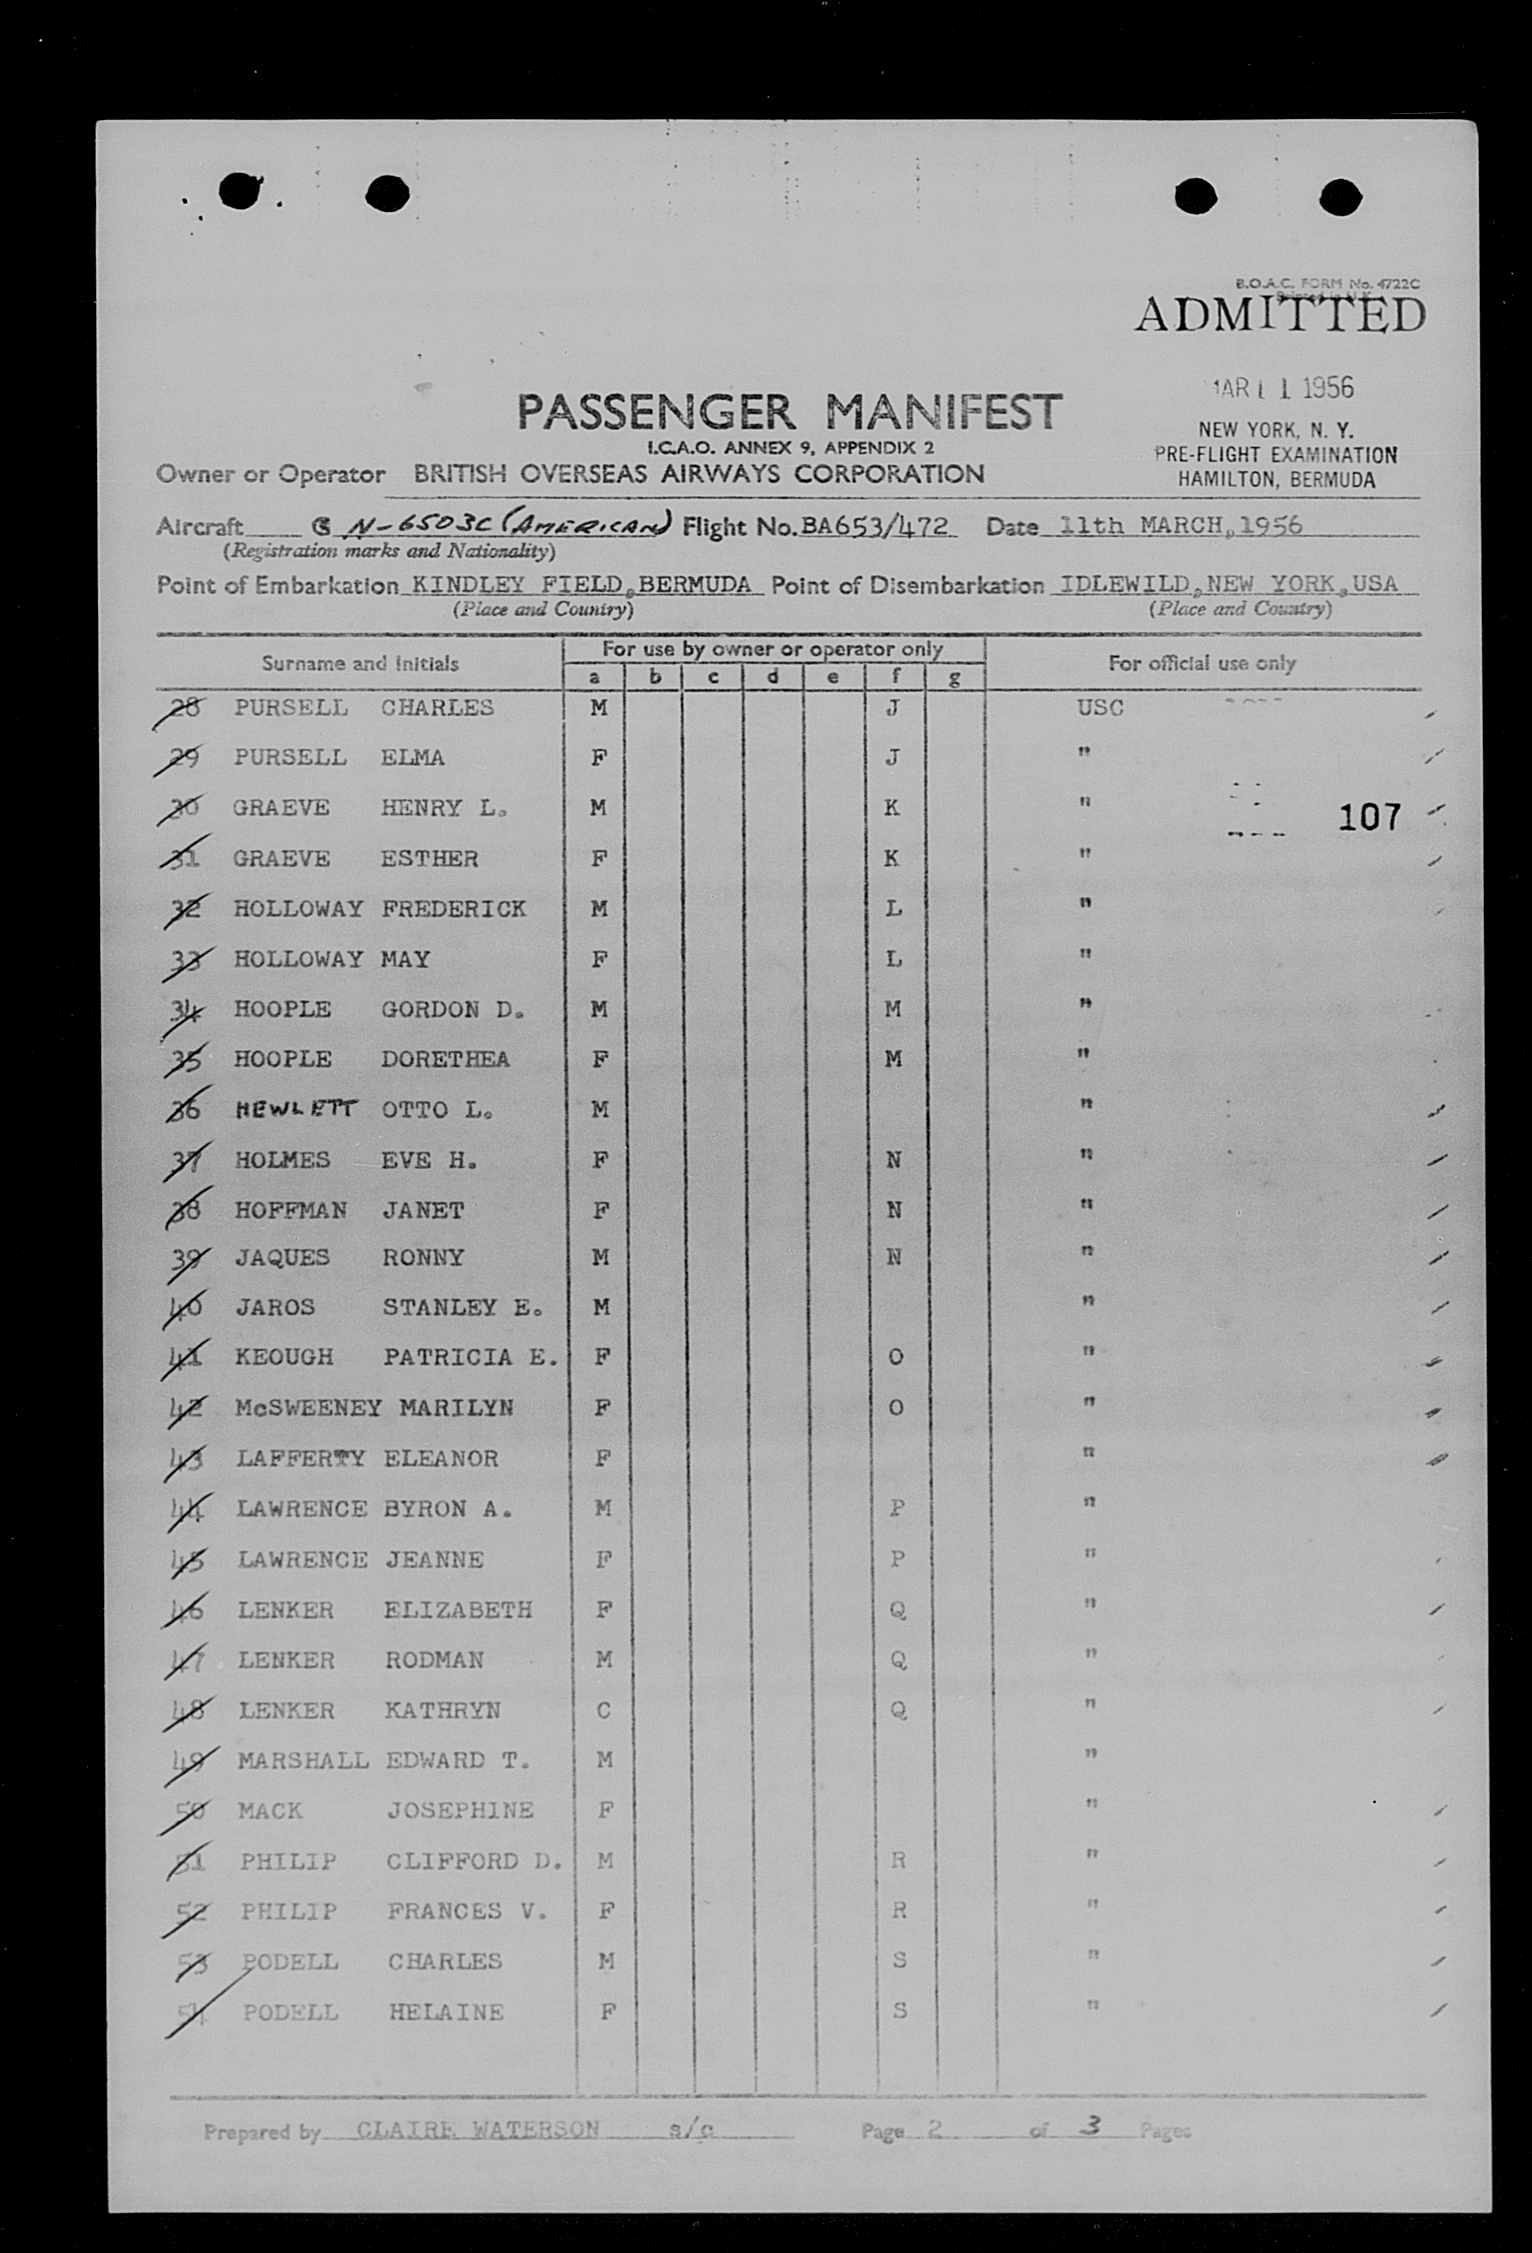 B.O.A.C. FORM No. 4722C
Printed in U.K.
ADMITTED
MAR 11 1956
NEW YORK, N. Y.
PRE-FLIGHT EXAMINATION
HAMILTON, BERMUDA
PASSENGER MANIFEST
I.C.A.O. ANNEX 9, APPENDIX 2
Owner or Operator BRITISH OVERSEAS AIRWAYS CORPORATION
Aircraft G N-6503C (AMERICAN) Flight No. BA653/472 Date 11th MARCH, 1956
(Registration marks and Nationality)
Point of Embarkation KINDLEY FIELD, BERMUDA Point of Disembarkation IDLEWILD, NEW YORK, USA
(Place and Country) (Place and Country)
Surname and Initials For use by owner or operator only For official use only
a b c d e f g
28 PURSELL CHARLES M J USC
29 PURSELL ELMA F J "
30 GRAEVE HENRY L. M K " 107
31 GRAEVE ESTHER F K "
32 HOLLOWAY FREDERICK M L "
33 HOLLOWAY MAY F L "
34 HOOPLE GORDON D. M M "
35 HOOPLE DORETHEA F M "
36 HEWLETT OTTO L. M "
37 HOLMES EVE H. F N "
38 HOFFMAN JANET F N "
39 JAQUES RONNY M N "
40 JAROS STANLEY E. M "
41 KEOUGH PATRICIA E. F O "
42 McSWEENEY MARILYN F O "
43 LAFFERTY ELEANOR F "
44 LAWRENCE BYRON A. M P "
45 LAWRENCE JEANNE F P "
46 LENKER ELIZABETH F Q "
47 LENKER RODMAN M Q "
48 LENKER KATHRYN C Q "
49 MARSHALL EDWARD T. M "
50 MACK JOSEPHINE F "
51 PHILIP CLIFFORD D. M R "
52 PHILIP FRANCES V. F R "
53 PODELL CHARLES M S "
54 PODELL HELAINE F S "
Prepared by CLAIRE WATERSON s/c Page 2 of 3 Pages